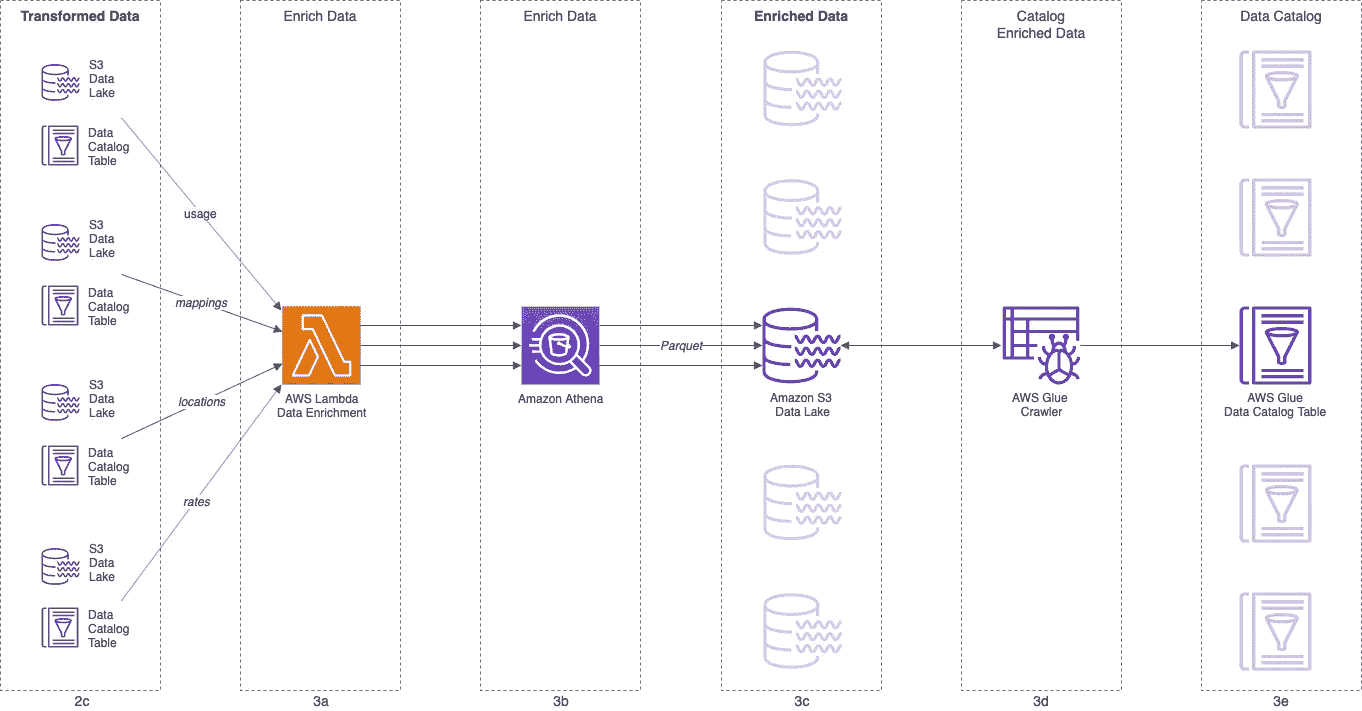 Transformed Data
Enrich Data
Enrich Data
Enriched Data
Catalog
Enriched Data
Data Catalog
S3
Data
Lake
Data
Catalog
Table
usage
S3
Data
Lake
Data
Catalog
Table
mappings
S3
Data
Lake
Data
Catalog
Table
locations
S3
Data
Lake
Data
Catalog
Table
rates
AWS Lambda
Data Enrichment
Amazon Athena
Parquet
Amazon S3
Data Lake
AWS Glue
Crawler
AWS Glue
Data Catalog Table
2c
3a
3b
3c
3d
3e